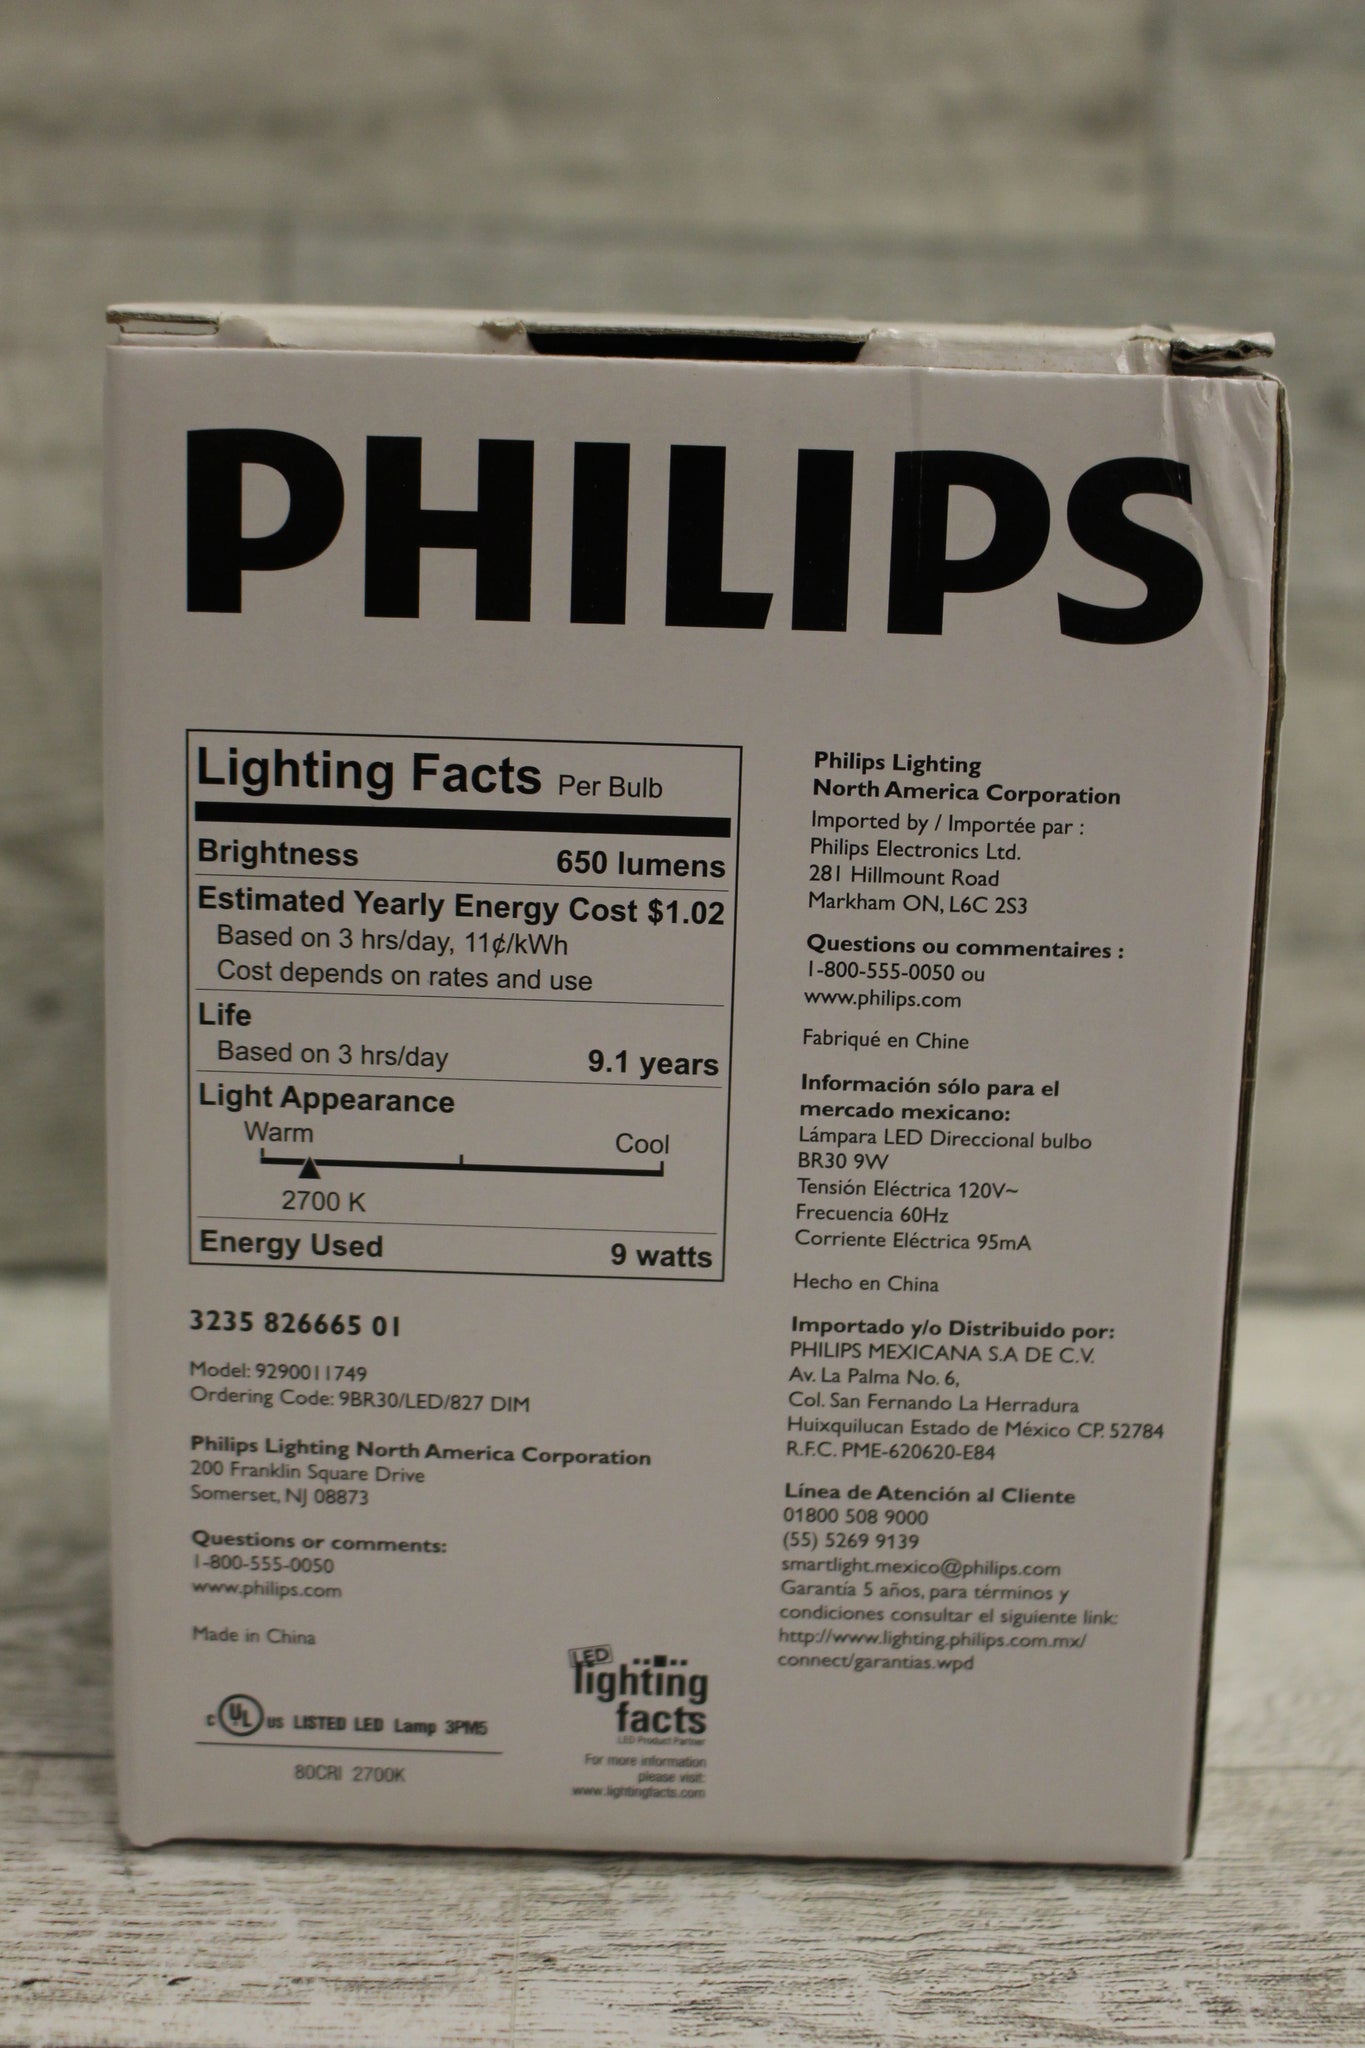 PHILIPS
Lighting Facts Per Bulb
Brightness 650 lumens
Estimated Yearly Energy Cost $1.02
Based on 3 hrs/day, 11¢/kWh
Cost depends on rates and use
Life
Based on 3 hrs/day 9.1 years
Light Appearance
Warm Cool
2700 K
Energy Used 9 watts
3235 826665 01
Model: 9290011749
Ordering Code: 9BR30/LED/827 DIM
Philips Lighting North America Corporation
200 Franklin Square Drive
Somerset, NJ 08873
Questions or comments:
1-800-555-0050
www.philips.com
Made in China
c UL us LISTED LED Lamp 3PM5
80CRI 2700K
LED
lighting
facts
LED Product Partner
For more information
please visit:
www.lightingfacts.com
Philips Lighting
North America Corporation
Imported by / Importée par :
Philips Electronics Ltd.
281 Hillmount Road
Markham ON, L6C 2S3
Questions ou commentaires :
1-800-555-0050 ou
www.philips.com
Fabriqué en Chine
Información sólo para el
mercado mexicano:
Lámpara LED Direccional bulbo
BR30 9W
Tensión Eléctrica 120V~
Frecuencia 60Hz
Corriente Eléctrica 95mA
Hecho en China
Importado y/o Distribuido por:
PHILIPS MEXICANA S.A DE C.V.
Av. La Palma No. 6,
Col. San Fernando La Herradura
Huixquilucan Estado de México CP. 52784
R.F.C. PME-620620-E84
Línea de Atención al Cliente
01800 508 9000
(55) 5269 9139
smartlight.mexico@philips.com
Garantía 5 años, para términos y
condiciones consultar el siguiente link:
http://www.lighting.philips.com.mx/
connect/garantias.wpd